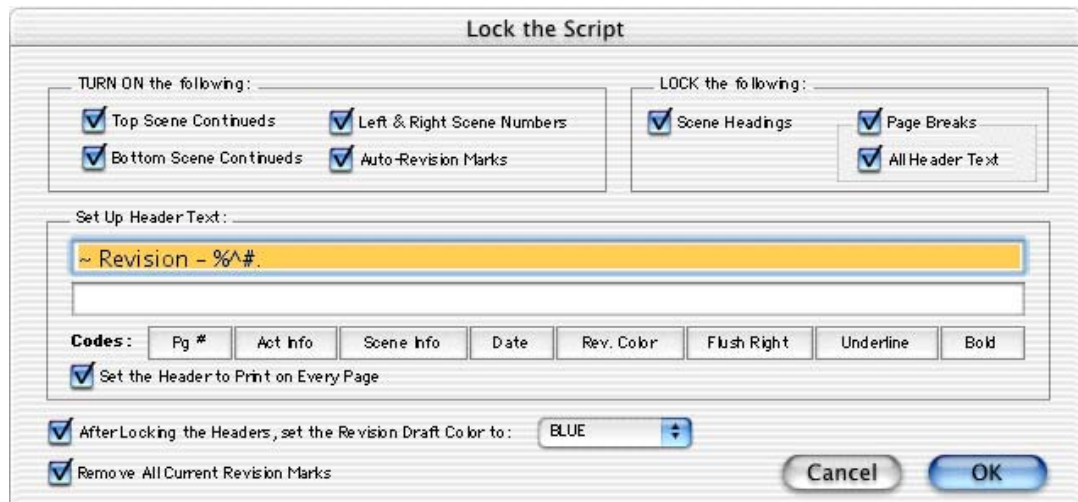 Lock the Script
TURN ON the following:
LOCK the following:
Top Scene Continueds
Left & Right Scene Numbers
Scene Headings
Page Breaks
Bottom Scene Continueds
Auto-Revision Marks
All Header Text
Set Up Header Text:
~ Revision - %^#.
Codes:
Pg #
Act Info
Scene Info
Date
Rev. Color
Flush Right
Underline
Bold
Set the Header to Print on Every Page
After Locking the Headers, set the Revision Draft Color to:
BLUE
Remove All Current Revision Marks
Cancel
OK